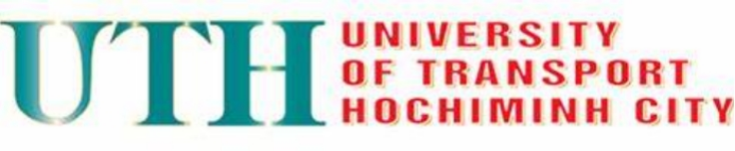 UTH
UNIVERSITY
OF TRANSPORT
HOCHIMINH CITY